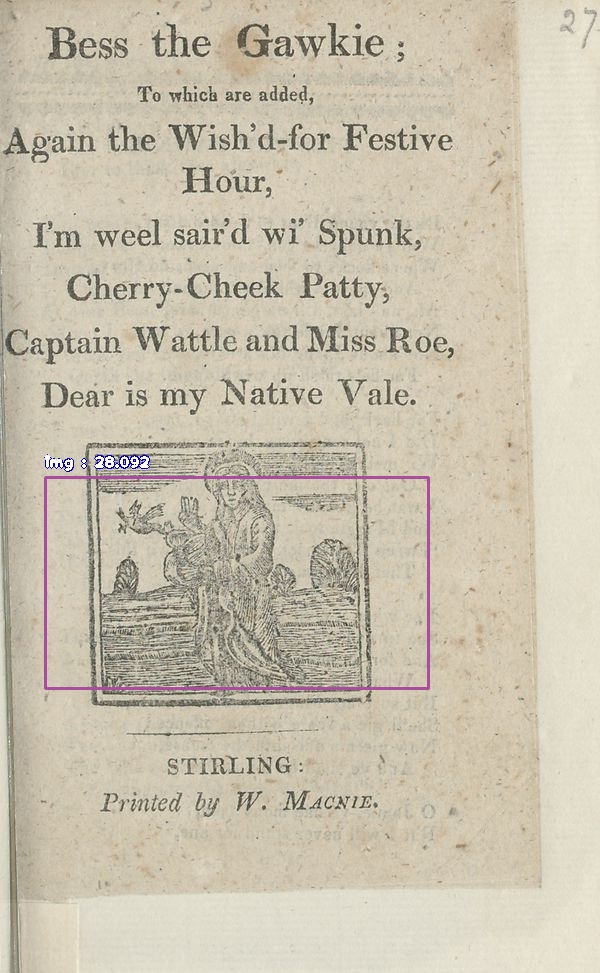 27
Bess the Gawkie;
To which are added,
Again the Wish'd-for Festive
Hour,
I'm weel sair'd wi' Spunk,
Cherry-Cheek Patty,
Captain Wattle and Miss Roe,
Dear is my Native Vale.
img : 28.092
STIRLING:
Printed by W. MACNIE.